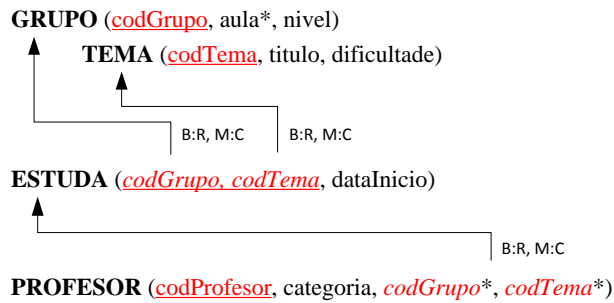 GRUPO (codGrupo, aula*, nivel)
TEMA (codTema, titulo, dificultade)
B:R, M:C B:R, M:C
ESTUDA (codGrupo, codTema, dataInicio)
B:R, M:C
PROFESOR (codProfesor, categoria, codGrupo*, codTema*)